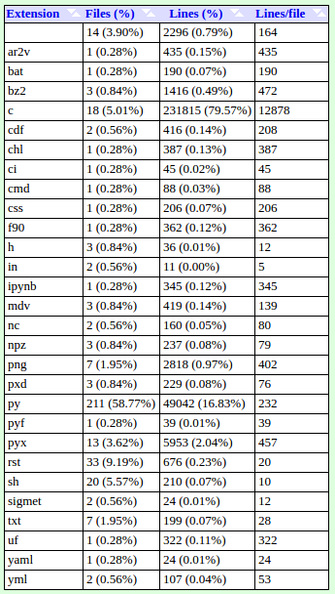 Extension Files (%) Lines (%) Lines/file
14 (3.90%) 2296 (0.79%) 164
ar2v 1 (0.28%) 435 (0.15%) 435
bat 1 (0.28%) 190 (0.07%) 190
bz2 3 (0.84%) 1416 (0.49%) 472
c 18 (5.01%) 231815 (79.57%) 12878
cdf 2 (0.56%) 416 (0.14%) 208
chl 1 (0.28%) 387 (0.13%) 387
ci 1 (0.28%) 45 (0.02%) 45
cmd 1 (0.28%) 88 (0.03%) 88
css 1 (0.28%) 206 (0.07%) 206
f90 1 (0.28%) 362 (0.12%) 362
h 3 (0.84%) 36 (0.01%) 12
in 2 (0.56%) 11 (0.00%) 5
ipynb 1 (0.28%) 345 (0.12%) 345
mdv 3 (0.84%) 419 (0.14%) 139
nc 2 (0.56%) 160 (0.05%) 80
npz 3 (0.84%) 237 (0.08%) 79
png 7 (1.95%) 2818 (0.97%) 402
pxd 3 (0.84%) 229 (0.08%) 76
py 211 (58.77%) 49042 (16.83%) 232
pyf 1 (0.28%) 39 (0.01%) 39
pyx 13 (3.62%) 5953 (2.04%) 457
rst 33 (9.19%) 676 (0.23%) 20
sh 20 (5.57%) 210 (0.07%) 10
sigmet 2 (0.56%) 24 (0.01%) 12
txt 7 (1.95%) 199 (0.07%) 28
uf 1 (0.28%) 322 (0.11%) 322
yaml 1 (0.28%) 24 (0.01%) 24
yml 2 (0.56%) 107 (0.04%) 53